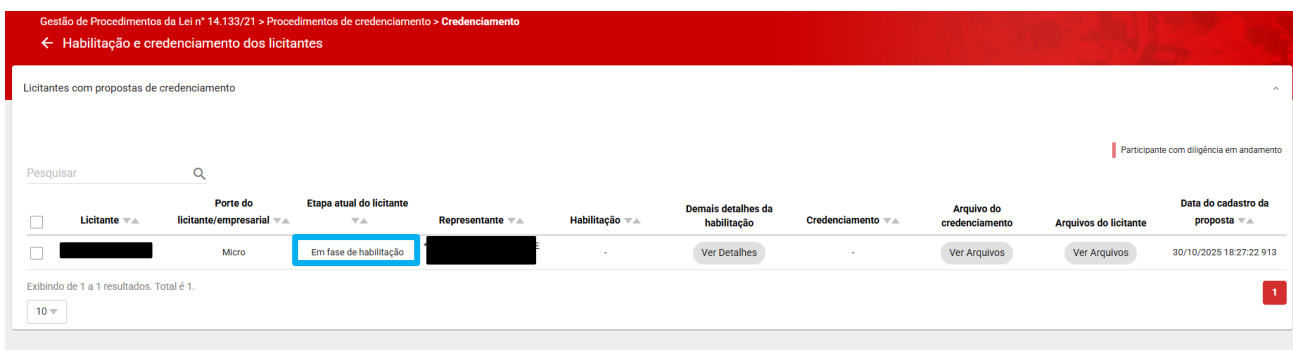 Gestão de Procedimentos da Lei n° 14.133/21 > Procedimentos de credenciamento > Credenciamento
← Habilitação e credenciamento dos licitantes
Licitantes com propostas de credenciamento
Participante com diligência em andamento
Pesquisar
Licitante Porte do licitante/empresarial Etapa atual do licitante Representante Habilitação Demais detalhes da habilitação Credenciamento Arquivo do credenciamento Arquivos do licitante Data do cadastro da proposta
Micro Em fase de habilitação E - Ver Detalhes - Ver Arquivos Ver Arquivos 30/10/2025 18:27:22 913
Exibindo de 1 a 1 resultados. Total é 1.
1
10